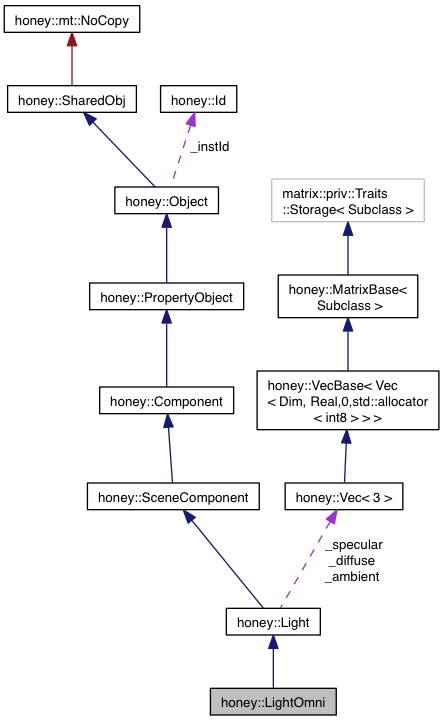 honey::mt::NoCopy
honey::SharedObj
honey::Id
_instId
honey::Object
matrix::priv::Traits
::Storage< Subclass >
honey::PropertyObject
honey::MatrixBase<
Subclass >
honey::Component
honey::VecBase< Vec
< Dim, Real,0,std::allocator
< int8 > > >
honey::SceneComponent
honey::Vec< 3 >
_specular
_diffuse
_ambient
honey::Light
honey::LightOmni